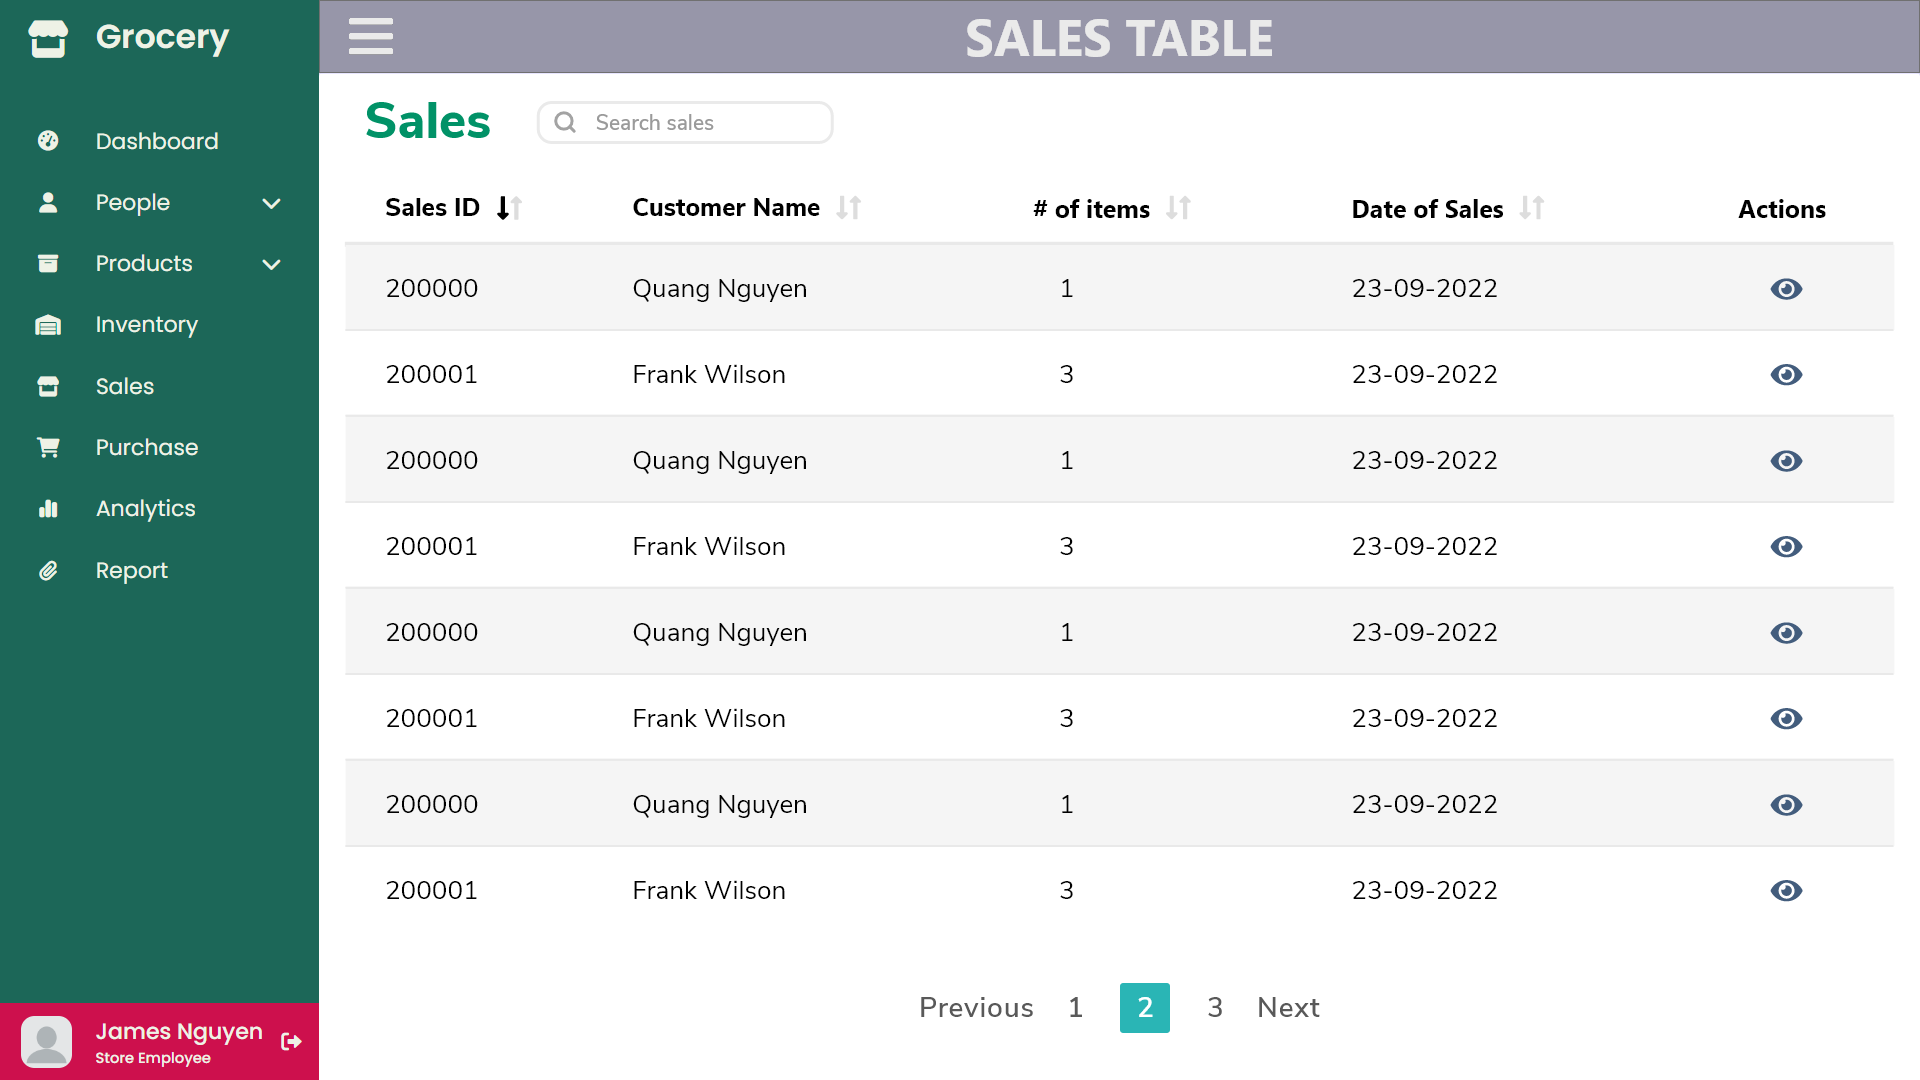 Grocery
SALES TABLE
Dashboard
People
Products
Inventory
Sales
Purchase
Analytics
Report
James Nguyen
Store Employee
Sales
Search sales
Sales ID Customer Name # of items Date of Sales Actions
200000 Quang Nguyen 1 23-09-2022
200001 Frank Wilson 3 23-09-2022
200000 Quang Nguyen 1 23-09-2022
200001 Frank Wilson 3 23-09-2022
200000 Quang Nguyen 1 23-09-2022
200001 Frank Wilson 3 23-09-2022
200000 Quang Nguyen 1 23-09-2022
200001 Frank Wilson 3 23-09-2022
Previous 1 2 3 Next